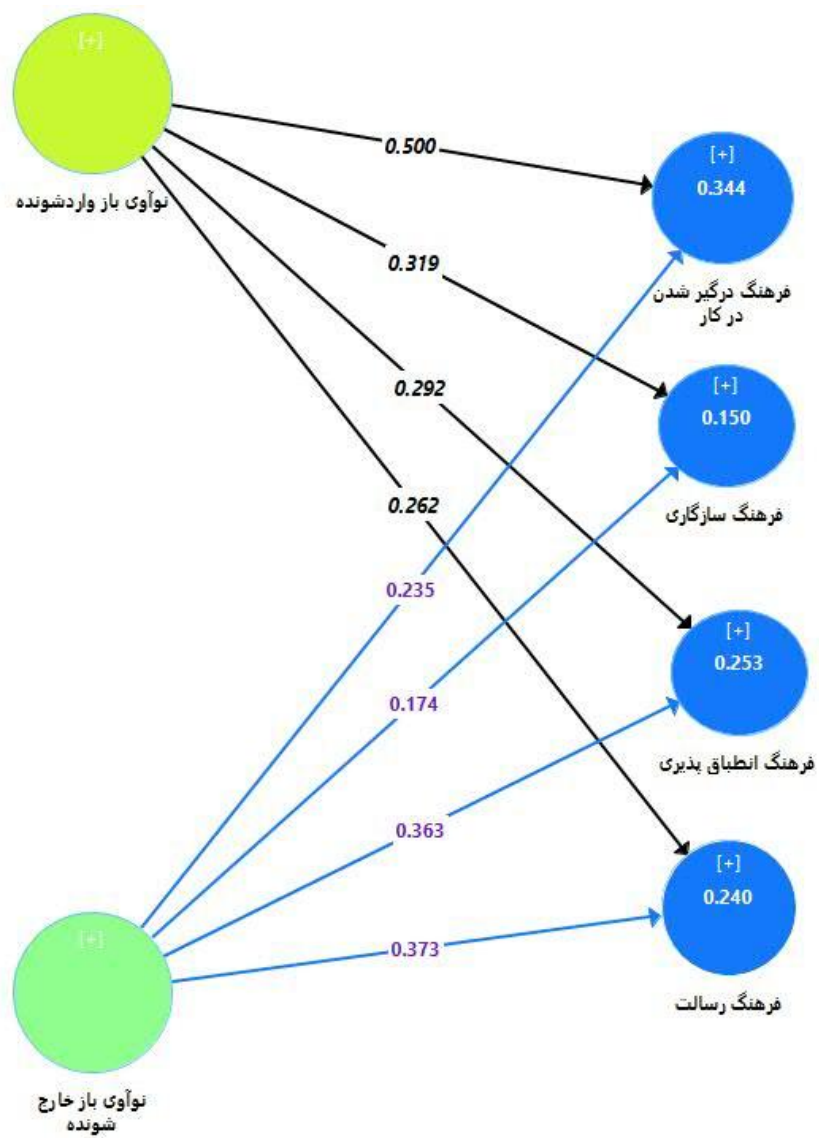 [+]
نوآوی باز واردشونده
0.500
0.319
0.292
0.262
[+]
0.344
فرهنگ درگیر شدن
در کار
[+]
0.150
فرهنگ سازگاری
0.235
0.174
0.363
0.373
[+]
0.253
فرهنگ انطباق پذیری
[+]
0.240
فرهنگ رسالت
[+]
نوآوی باز خارج
شونده